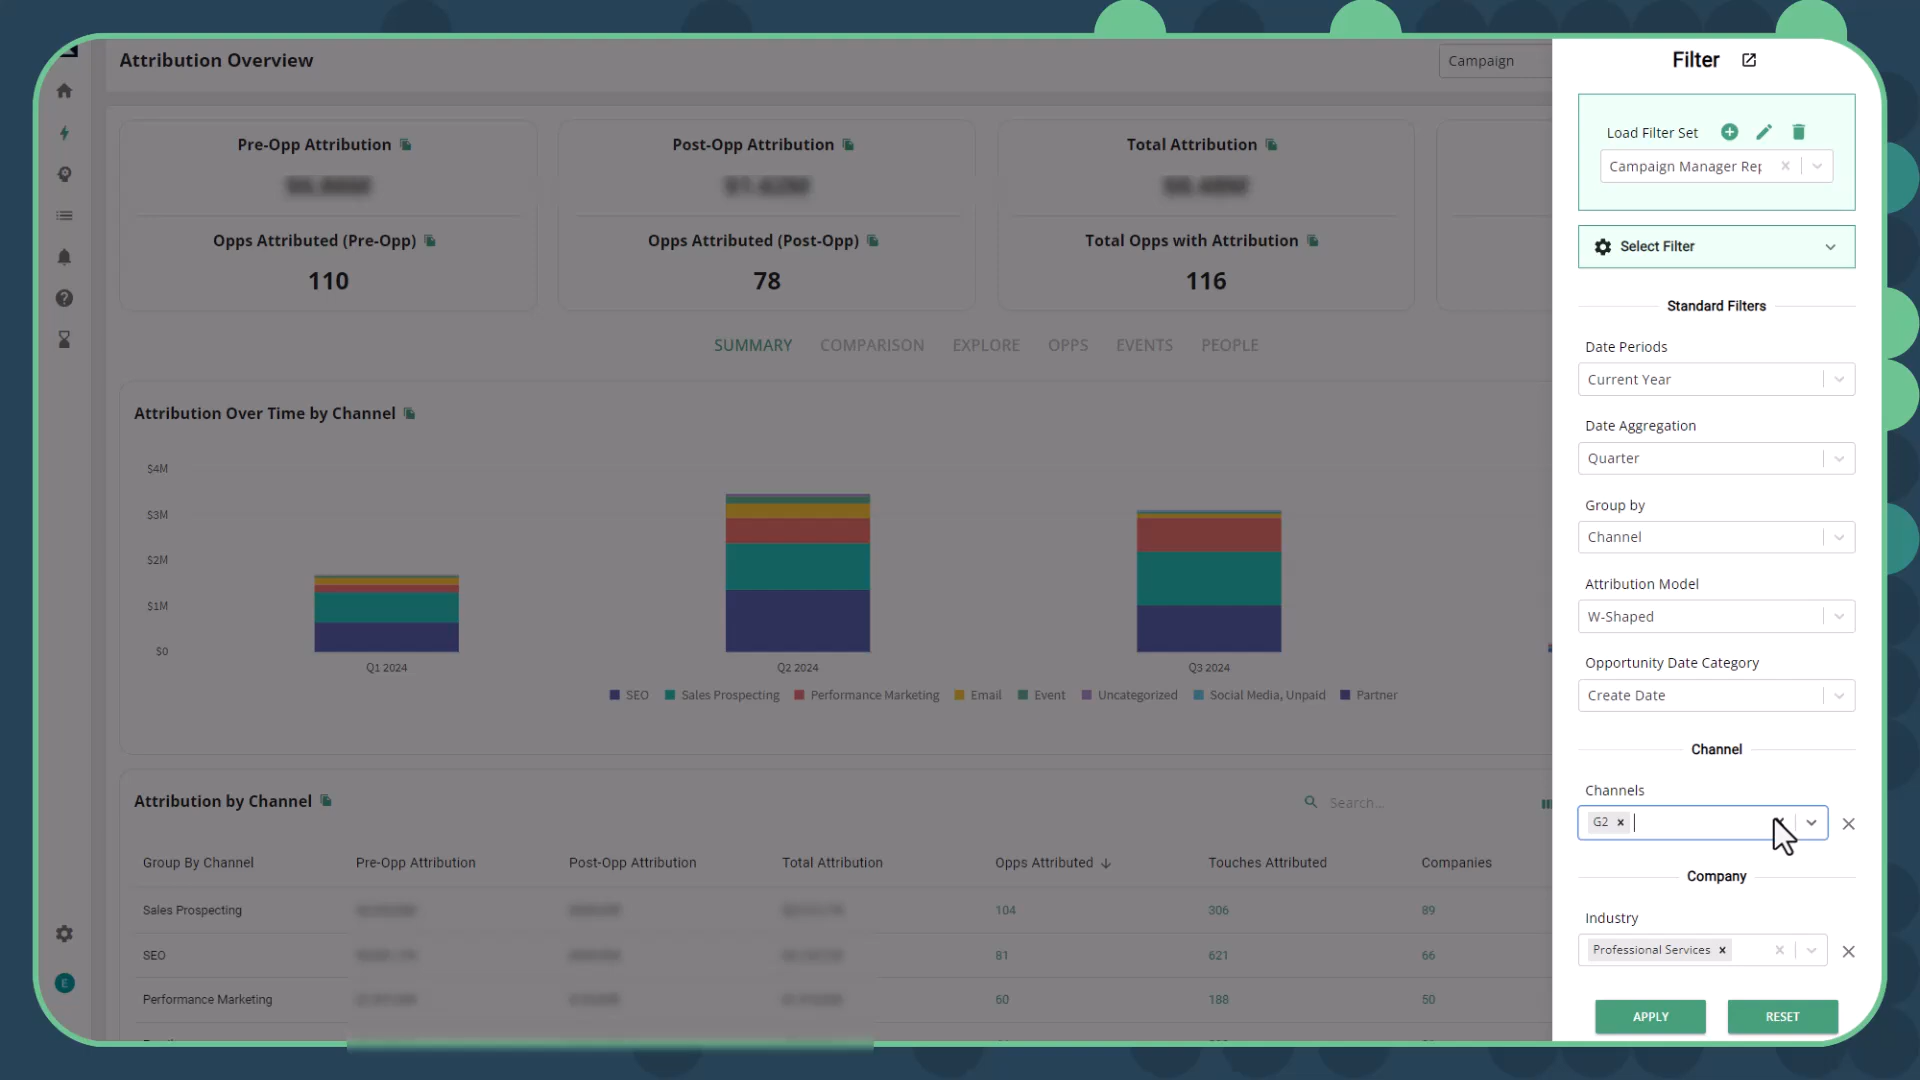 Attribution Overview
Campaign
Pre-Opp Attribution
Post-Opp Attribution
Total Attribution
Opps Attributed (Pre-Opp)
110
Opps Attributed (Post-Opp)
78
Total Opps with Attribution
116
SUMMARY
COMPARISON
EXPLORE
OPPS
EVENTS
PEOPLE
Attribution Over Time by Channel
$4M
$3M
$2M
$1M
$0
Q1 2024
Q2 2024
Q3 2024
SEO
Sales Prospecting
Performance Marketing
Email
Event
Uncategorized
Social Media, Unpaid
Partner
Attribution by Channel
Search...
Group By Channel
Pre-Opp Attribution
Post-Opp Attribution
Total Attribution
Opps Attributed
Touches Attributed
Companies
Sales Prospecting
104
306
89
SEO
81
621
66
Performance Marketing
60
188
50
E
Filter
Load Filter Set
Campaign Manager Rep
Select Filter
Standard Filters
Date Periods
Current Year
Date Aggregation
Quarter
Group by
Channel
Attribution Model
W-Shaped
Opportunity Date Category
Create Date
Channel
Channels
G2
Company
Industry
Professional Services
APPLY
RESET